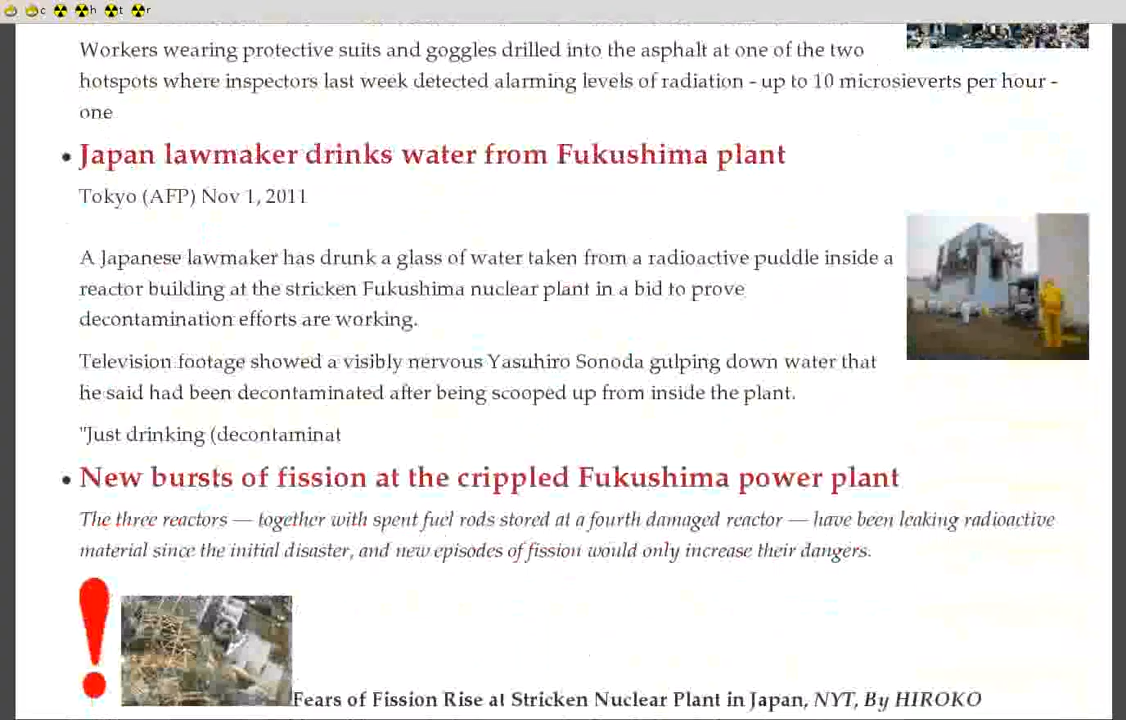 c h t r
Workers wearing protective suits and goggles drilled into the asphalt at one of the two
hotspots where inspectors last week detected alarming levels of radiation - up to 10 microsieverts per hour -
one
• Japan lawmaker drinks water from Fukushima plant
Tokyo (AFP) Nov 1, 2011
A Japanese lawmaker has drunk a glass of water taken from a radioactive puddle inside a
reactor building at the stricken Fukushima nuclear plant in a bid to prove
decontamination efforts are working.
Television footage showed a visibly nervous Yasuhiro Sonoda gulping down water that
he said had been decontaminated after being scooped up from inside the plant.
"Just drinking (decontaminat
• New bursts of fission at the crippled Fukushima power plant
The three reactors — together with spent fuel rods stored at a fourth damaged reactor — have been leaking radioactive
material since the initial disaster, and new episodes of fission would only increase their dangers.
Fears of Fission Rise at Stricken Nuclear Plant in Japan, NYT, By HIROKO